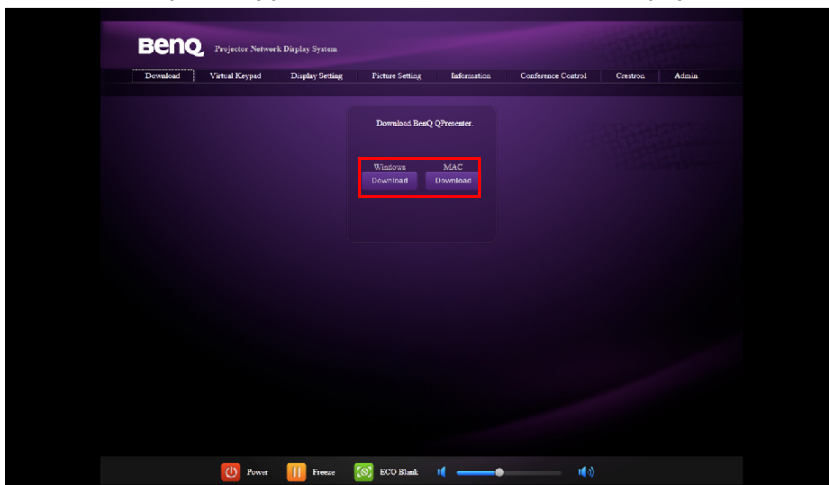 BenQ Projector Network Display System
Download Virtual Keypad Display Setting Picture Setting Information Conference Control Crestron Admin
Download BenQ QPresenter.
Windows MAC
Download Download
Power Freeze ECO Blank